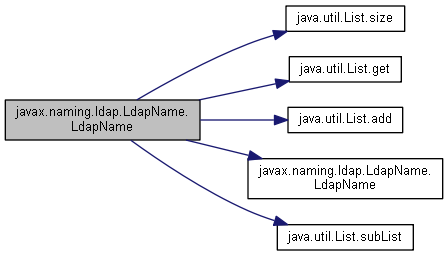 java.util.List.size
java.util.List.get
javax.naming.ldap.LdapName.
LdapName
java.util.List.add
javax.naming.ldap.LdapName.
LdapName
java.util.List.subList